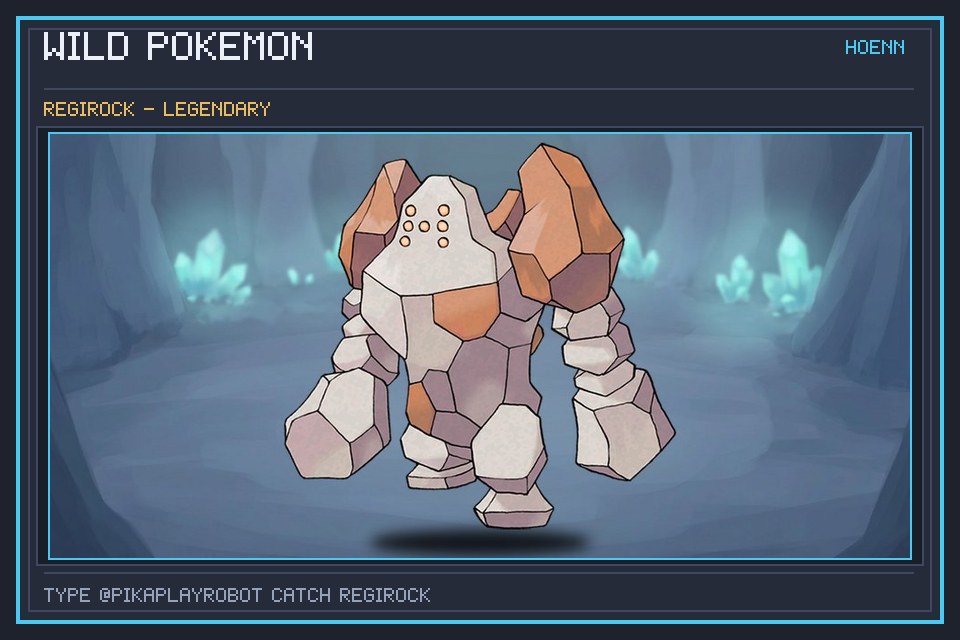 WILD POKEMON
HOENN
REGIROCK - LEGENDARY
TYPE @PIKAPLAYROBOT CATCH REGIROCK